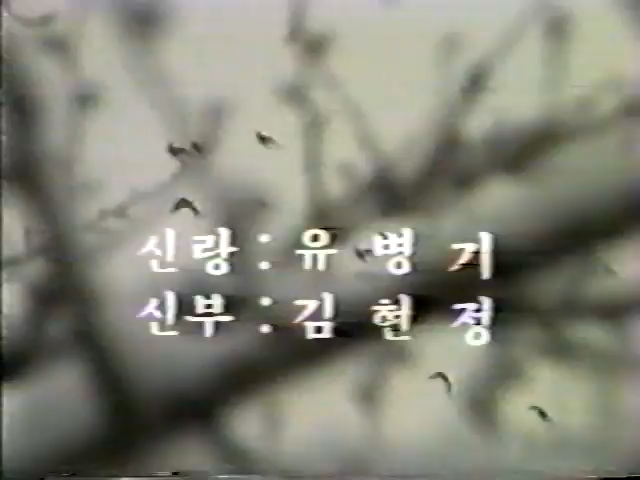 신랑 : 유 병 기
신부 : 김 현 정